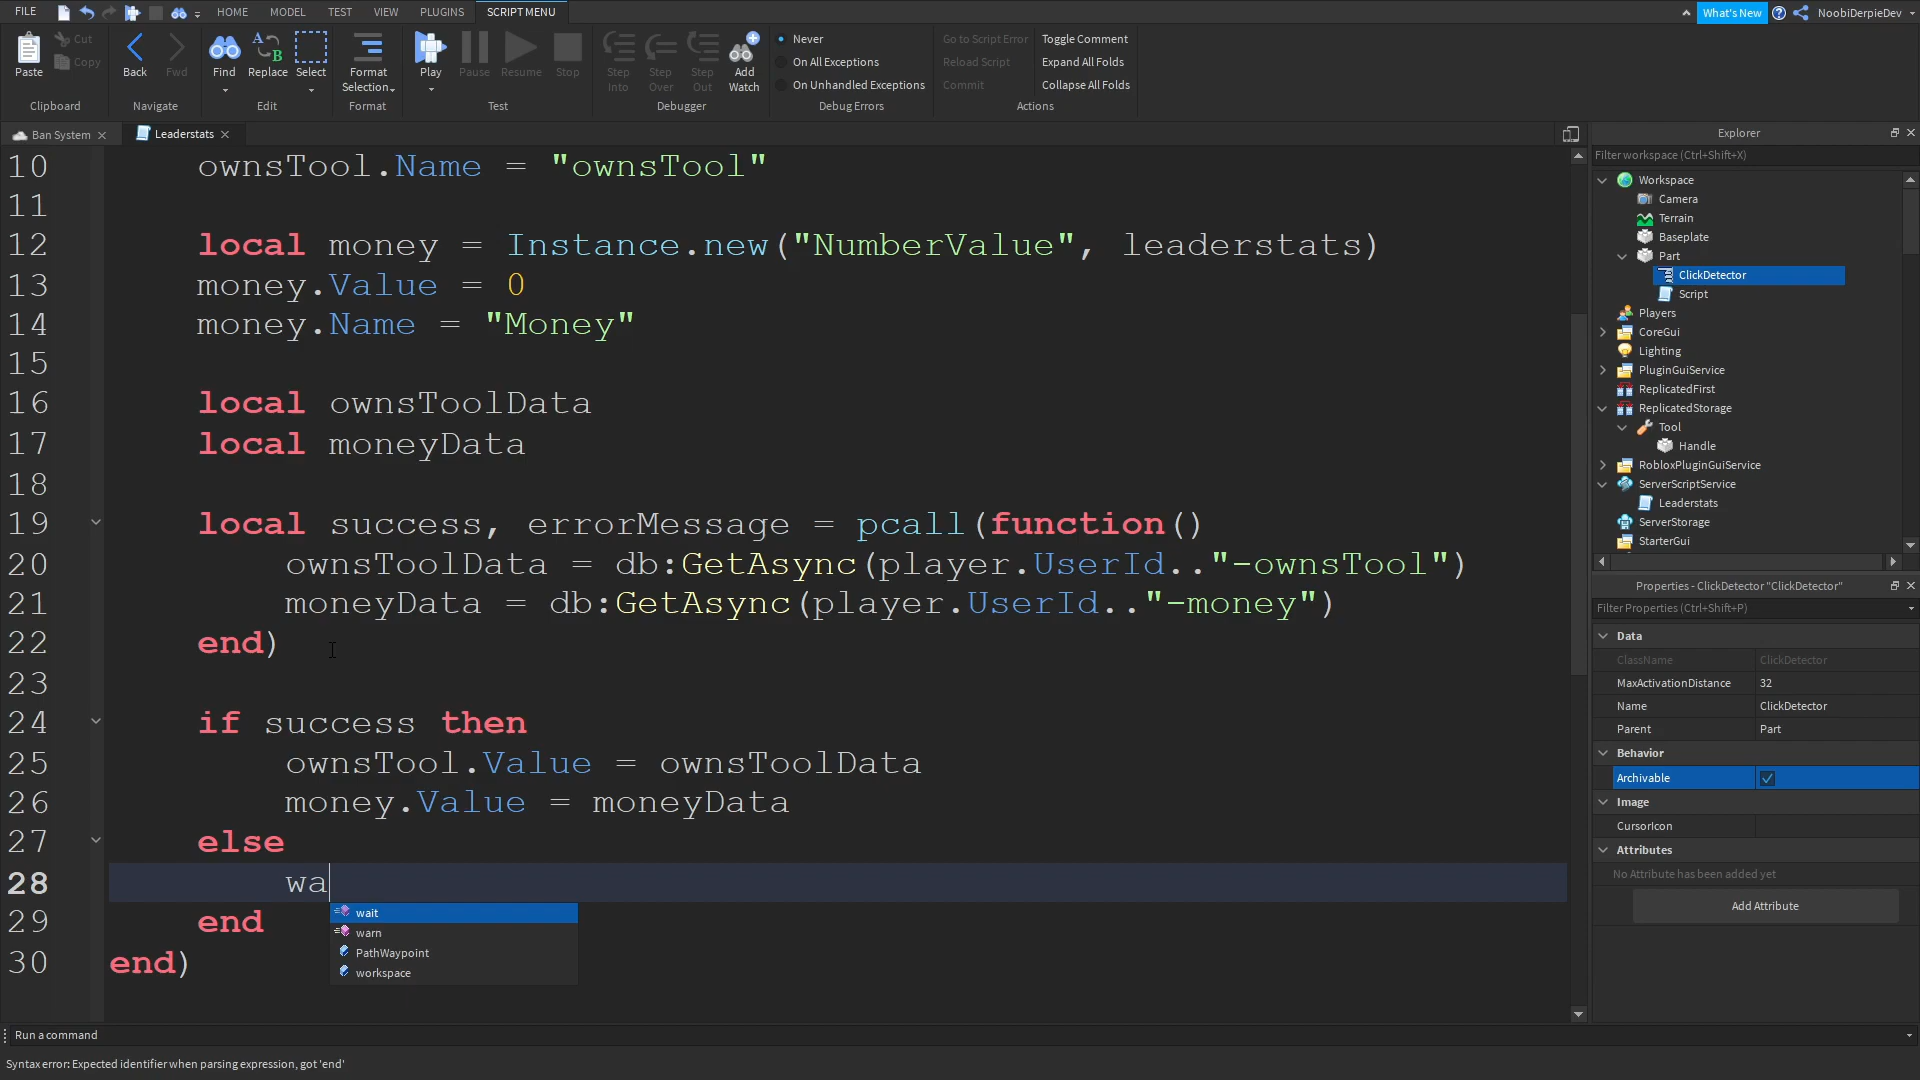 FILE HOME MODEL TEST VIEW PLUGINS SCRIPT MENU What's New NoobiDerpieDev
Paste Cut Copy Clipboard
Back Fwd Navigate
Find Replace Select Edit
Format Selection Format
Play Pause Resume Stop Test
Step Into Step Over Step Out Add Watch Debugger
Never
On All Exceptions
On Unhandled Exceptions
Debug Errors
Go to Script Error Toggle Comment
Reload Script Expand All Folds
Commit Collapse All Folds
Actions
Ban System Leaderstats
10 ownsTool.Name = "ownsTool"
11
12 local money = Instance.new("NumberValue", leaderstats)
13 money.Value = 0
14 money.Name = "Money"
15
16 local ownsToolData
17 local moneyData
18
19 local success, errorMessage = pcall(function()
20 ownsToolData = db:GetAsync(player.UserId.."-ownsTool")
21 moneyData = db:GetAsync(player.UserId.."-money")
22 end)
23
24 if success then
25 ownsTool.Value = ownsToolData
26 money.Value = moneyData
27 else
28 wa
29 end
30 end)
wait
warn
PathWaypoint
workspace
Run a command
Syntax error: Expected identifier when parsing expression, got 'end'
Explorer
Filter workspace (Ctrl+Shift+X)
Workspace
Camera
Terrain
Baseplate
Part
ClickDetector
Script
Players
CoreGui
Lighting
PluginGuiService
ReplicatedFirst
ReplicatedStorage
Tool
Handle
RobloxPluginGuiService
ServerScriptService
Leaderstats
ServerStorage
StarterGui
Properties - ClickDetector "ClickDetector"
Filter Properties (Ctrl+Shift+P)
Data
ClassName ClickDetector
MaxActivationDistance 32
Name ClickDetector
Parent Part
Behavior
Archivable
Image
CursorIcon
Attributes
No Attribute has been added yet
Add Attribute